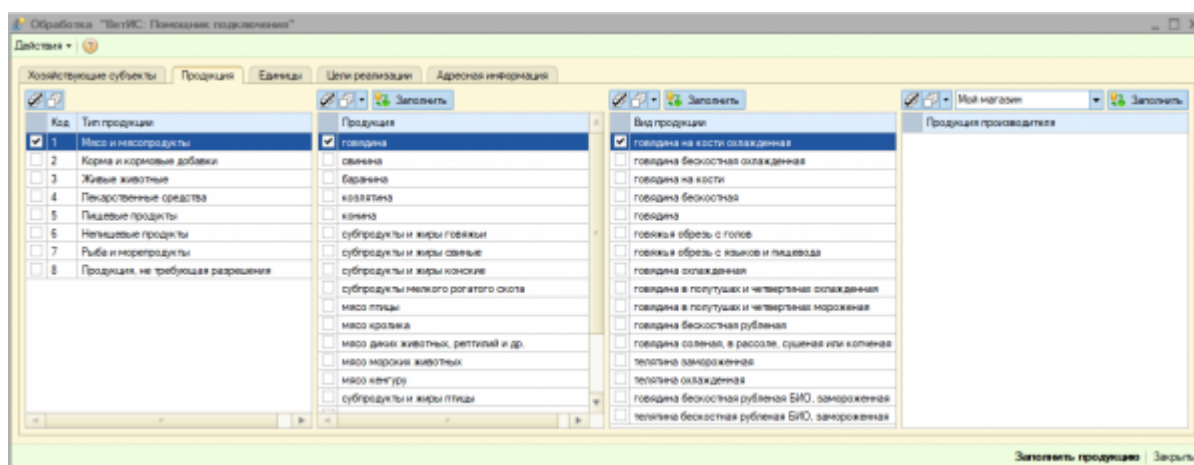 Обработка "ВетИС: Помощник подключения"
Действия
Хозяйствующие субъекты Продукция Единицы Цели реализации Адресная информация
Заполнить Заполнить Мой магазин Заполнить
Код Тип продукции Продукция Вид продукции Продукция производителя
1 Мясо и мясопродукты говядина говядина на кости охлажденная
2 Корма и кормовые добавки свинина говядина бескостная охлажденная
3 Живые животные баранина говядина на кости
4 Лекарственные средства козлятина говядина бескостная
5 Пищевые продукты конина говядина
6 Непищевые продукты субпродукты и жиры говяжьи говяжья обрезь с голов
7 Рыба и морепродукты субпродукты и жиры свиные говяжья обрезь с языков и пищевода
8 Продукция, не требующая разрешения субпродукты и жиры конские говядина охлажденная
субпродукты мелкого рогатого скота говядина в полутушах и четвертинах охлажденная
мясо птицы говядина в полутушах и четвертинах мороженая
мясо кролика говядина бескостная рубленая
мясо диких животных, рептилий и др. говядина соленая, в рассоле, сушеная или копченая
мясо морских животных телятина замороженная
мясо кенгуру телятина охлажденная
субпродукты и жиры птицы говядина бескостная рубленая БИО, замороженная
телятина бескостная рубленая БИО, замороженная
Заполнить продукцию Закрыть